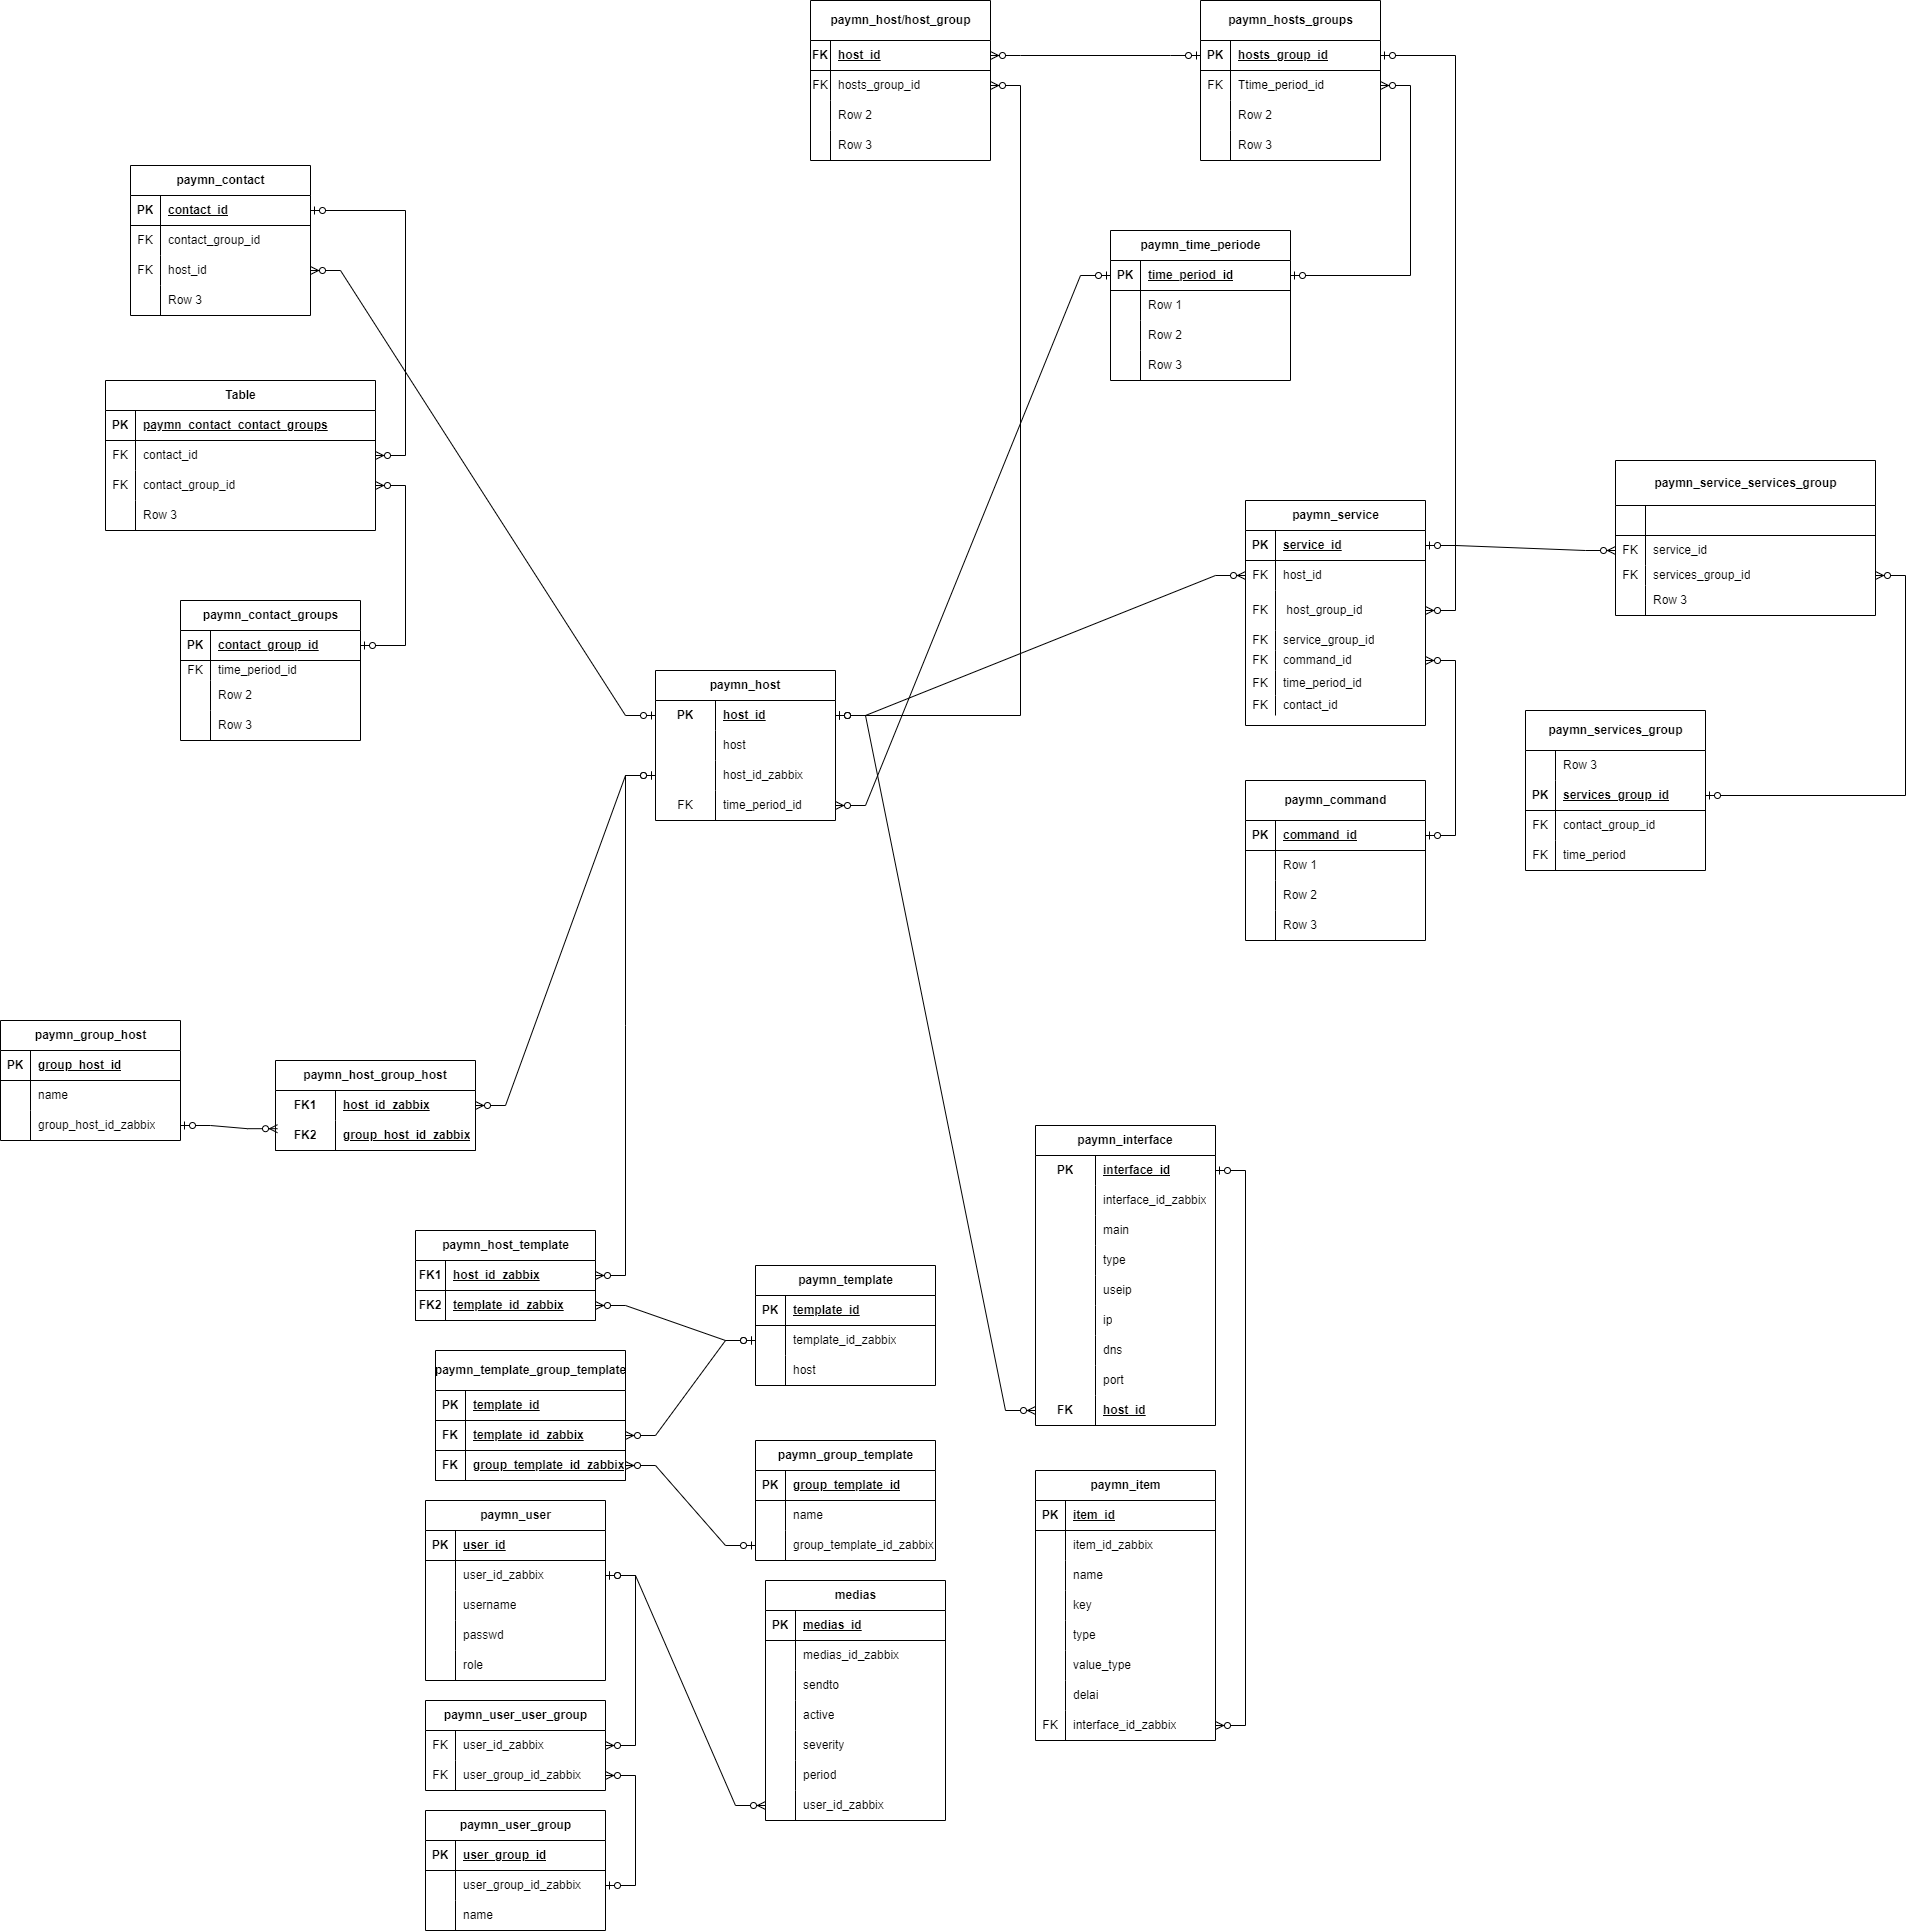 paymn_host/host_group
FK host_id
FK hosts_group_id
Row 2
Row 3
paymn_hosts_groups
PK hosts_group_id
FK Ttime_period_id
Row 2
Row 3
paymn_contact
PK contact_id
FK contact_group_id
FK host_id
Row 3
paymn_time_periode
PK time_period_id
Row 1
Row 2
Row 3
Table
PK paymn_contact_contact_groups
FK contact_id
FK contact_group_id
Row 3
paymn_service_services_group
FK service_id
FK services_group_id
Row 3
paymn_service
PK service_id
FK host_id
FK host_group_id
FK service_group_id
FK command_id
FK time_period_id
FK contact_id
paymn_contact_groups
PK contact_group_id
FK time_period_id
Row 2
Row 3
paymn_host
PK host_id
host
host_id_zabbix
FK time_period_id
paymn_services_group
Row 3
PK services_group_id
FK contact_group_id
FK time_period
paymn_command
PK command_id
Row 1
Row 2
Row 3
paymn_group_host
PK group_host_id
name
group_host_id_zabbix
paymn_host_group_host
FK1 host_id_zabbix
FK2 group_host_id_zabbix
paymn_interface
PK interface_id
interface_id_zabbix
main
type
useip
ip
dns
port
FK host_id
paymn_host_template
FK1 host_id_zabbix
FK2 template_id_zabbix
paymn_template
PK template_id
template_id_zabbix
host
paymn_template_group_template
PK template_id
FK template_id_zabbix
FK group_template_id_zabbix
paymn_group_template
PK group_template_id
name
group_template_id_zabbix
paymn_item
PK item_id
item_id_zabbix
name
key
type
value_type
delai
FK interface_id_zabbix
paymn_user
PK user_id
user_id_zabbix
username
passwd
role
medias
PK medias_id
medias_id_zabbix
sendto
active
severity
period
user_id_zabbix
paymn_user_user_group
FK user_id_zabbix
FK user_group_id_zabbix
paymn_user_group
PK user_group_id
user_group_id_zabbix
name